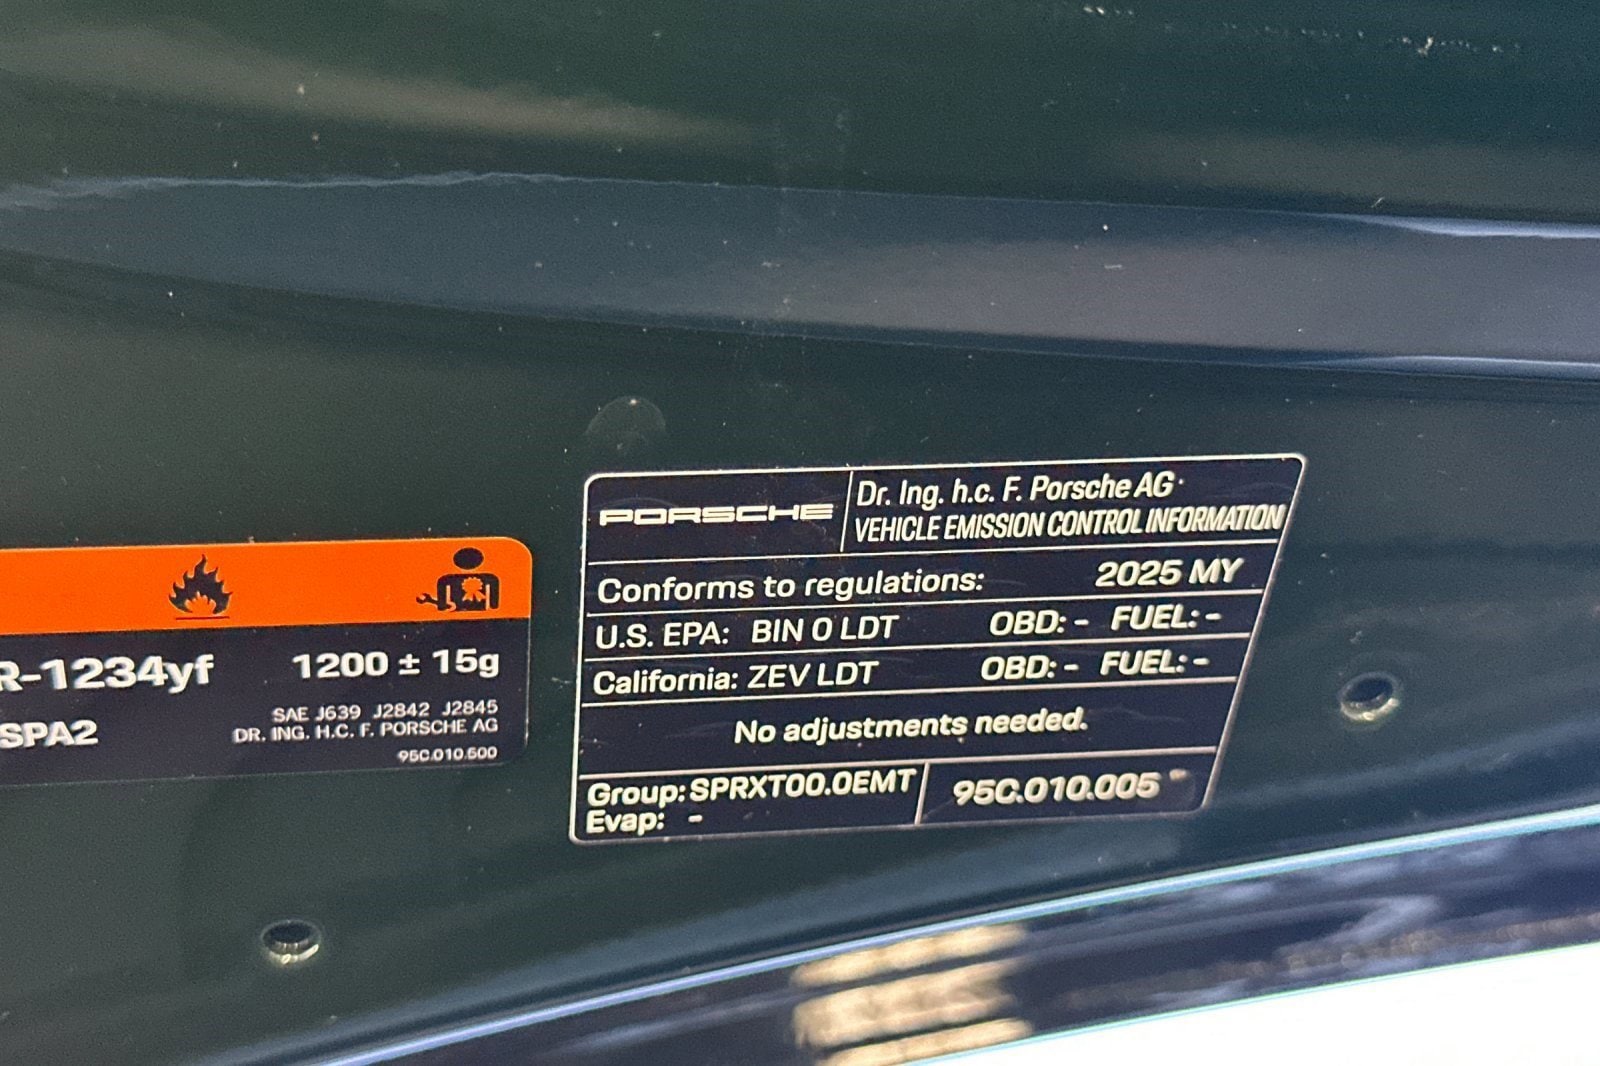 R-1234yf 1200 ± 15g
SPA2
SAE J639 J2842 J2845
DR. ING. H.C. F. PORSCHE AG
95C.010.500
PORSCHE
Dr. Ing. h.c. F. Porsche AG
VEHICLE EMISSION CONTROL INFORMATION
Conforms to regulations: 2025 MY
U.S. EPA: BIN 0 LDT OBD: - FUEL: -
California: ZEV LDT OBD: - FUEL: -
No adjustments needed.
Group: SPRXT00.0EMT
Evap: -
95C.010.005